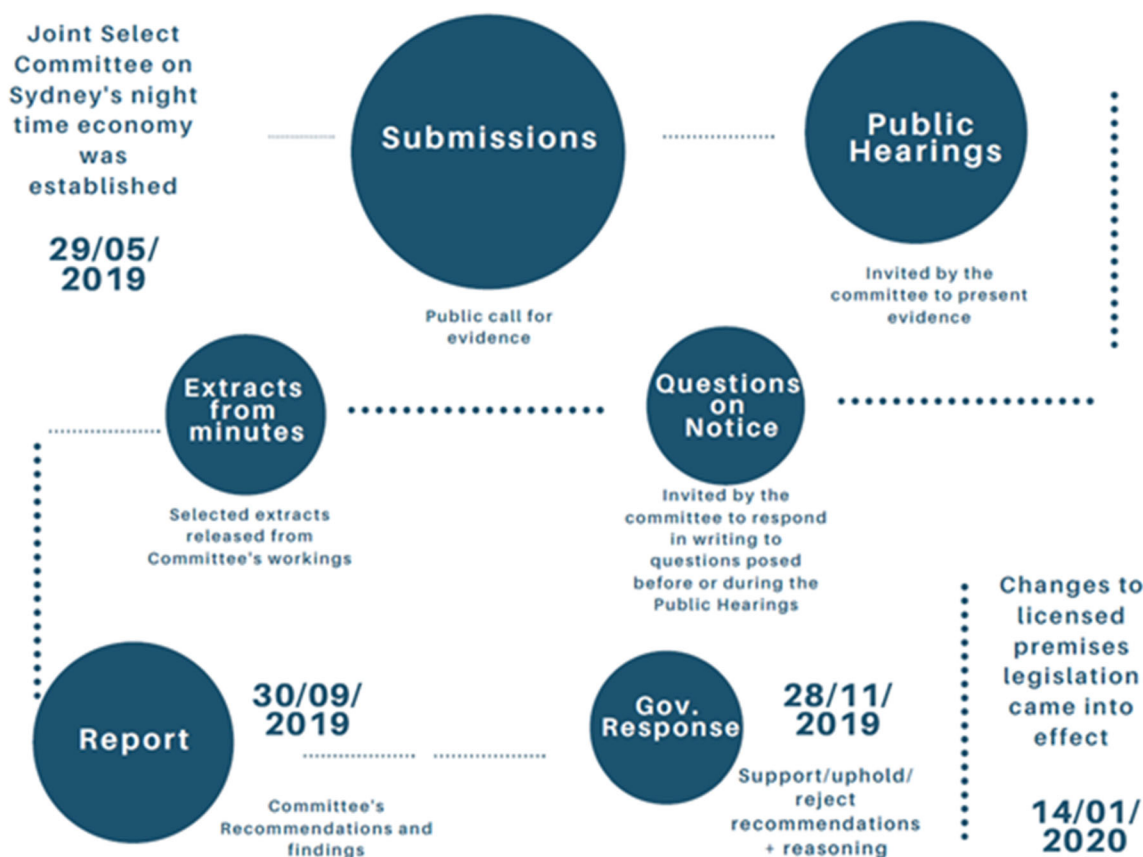 Joint Select
Committee on
Sydney's night
time economy
was
established
29/05/
2019
Submissions
Public call for
evidence
Public
Hearings
Invited by the
committee to present
evidence
Questions
on
Notice
Invited by the
committee to respond
in writing to
questions posed
before or during the
Public Hearings
Extracts
from
minutes
Selected extracts
released from
Committee's workings
Report
30/09/
2019
Committee's
Recommendations and
findings
Gov.
Response
28/11/
2019
Support/uphold/
reject
recommendations
+ reasoning
Changes to
licensed
premises
legislation
came into
effect
14/01/
2020